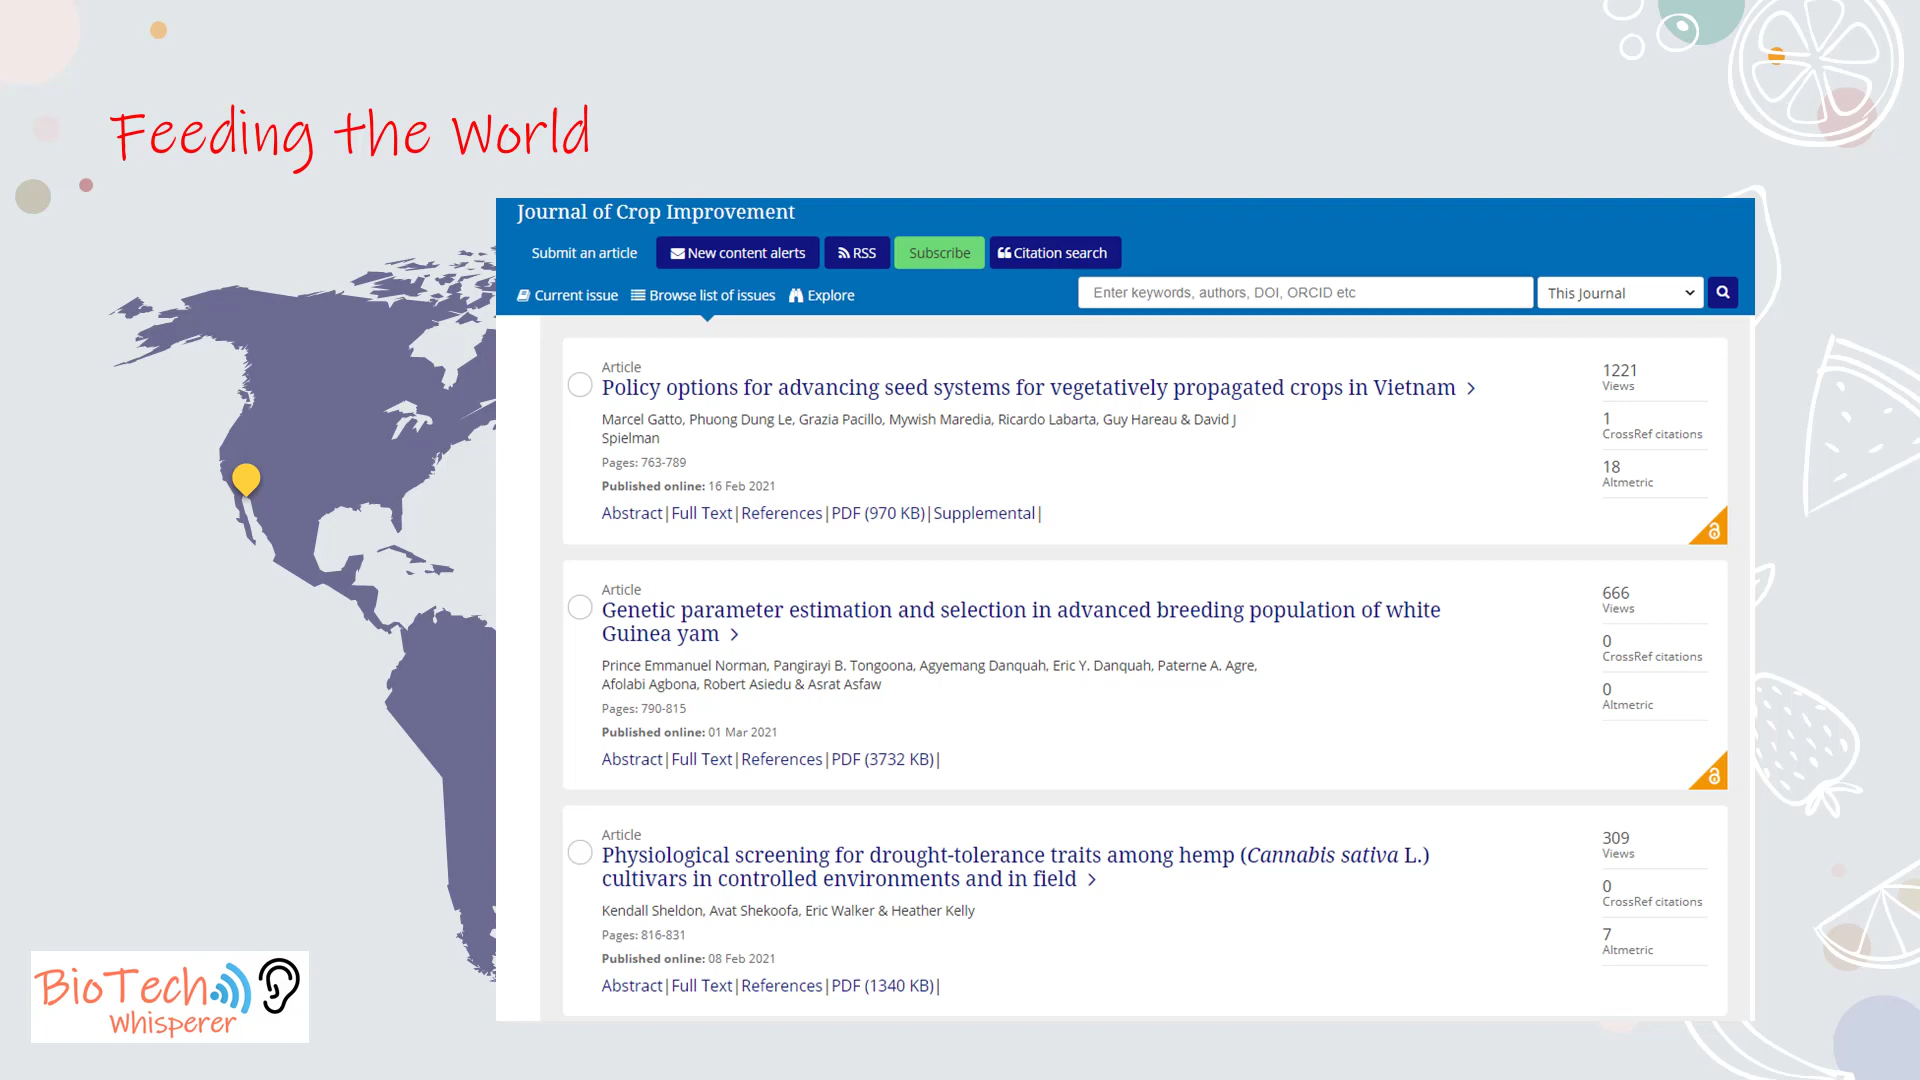 Feeding the World
Journal of Crop Improvement
Submit an article New content alerts RSS Subscribe Citation search
Current issue Browse list of issues Explore Enter keywords, authors, DOI, ORCID etc This Journal
Article
Policy options for advancing seed systems for vegetatively propagated crops in Vietnam
Marcel Gatto, Phuong Dung Le, Grazia Pacillo, Mywish Maredia, Ricardo Labarta, Guy Hareau & David J
Spielman
Pages: 763-789
Published online: 16 Feb 2021
Abstract|Full Text|References|PDF (970 KB)|Supplemental|
1221
Views
1
CrossRef citations
18
Altmetric
Article
Genetic parameter estimation and selection in advanced breeding population of white
Guinea yam
Prince Emmanuel Norman, Pangirayi B. Tongoona, Agyemang Danquah, Eric Y. Danquah, Paterne A. Agre,
Afolabi Agbona, Robert Asiedu & Asrat Asfaw
Pages: 790-815
Published online: 01 Mar 2021
Abstract|Full Text|References|PDF (3732 KB)|
666
Views
0
CrossRef citations
0
Altmetric
Article
Physiological screening for drought-tolerance traits among hemp (Cannabis sativa L.)
cultivars in controlled environments and in field
Kendall Sheldon, Avat Shekoofa, Eric Walker & Heather Kelly
Pages: 816-831
Published online: 08 Feb 2021
Abstract|Full Text|References|PDF (1340 KB)|
309
Views
0
CrossRef citations
7
Altmetric
BioTech
Whisperer